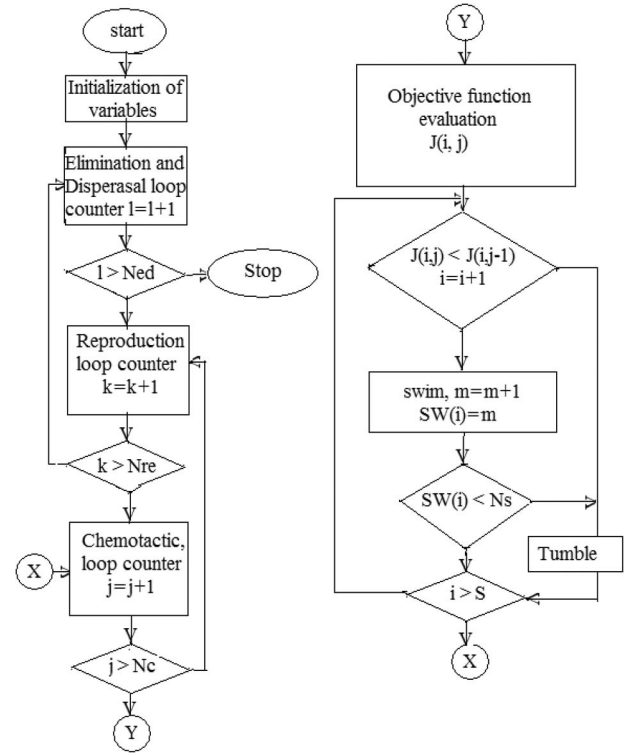 start
Initialization of
variables
Elimination and
Disperasal loop
counter l=l+1
l > Ned
Stop
Reproduction
loop counter
k=k+1
k > Nre
Chemotactic,
loop counter
j=j+1
X
j > Nc
Y
Y
Objective function
evaluation
J(i, j)
J(i,j) < J(i,j-1)
i=i+1
swim, m=m+1
SW(i)=m
SW(i) < Ns
Tumble
i > S
X